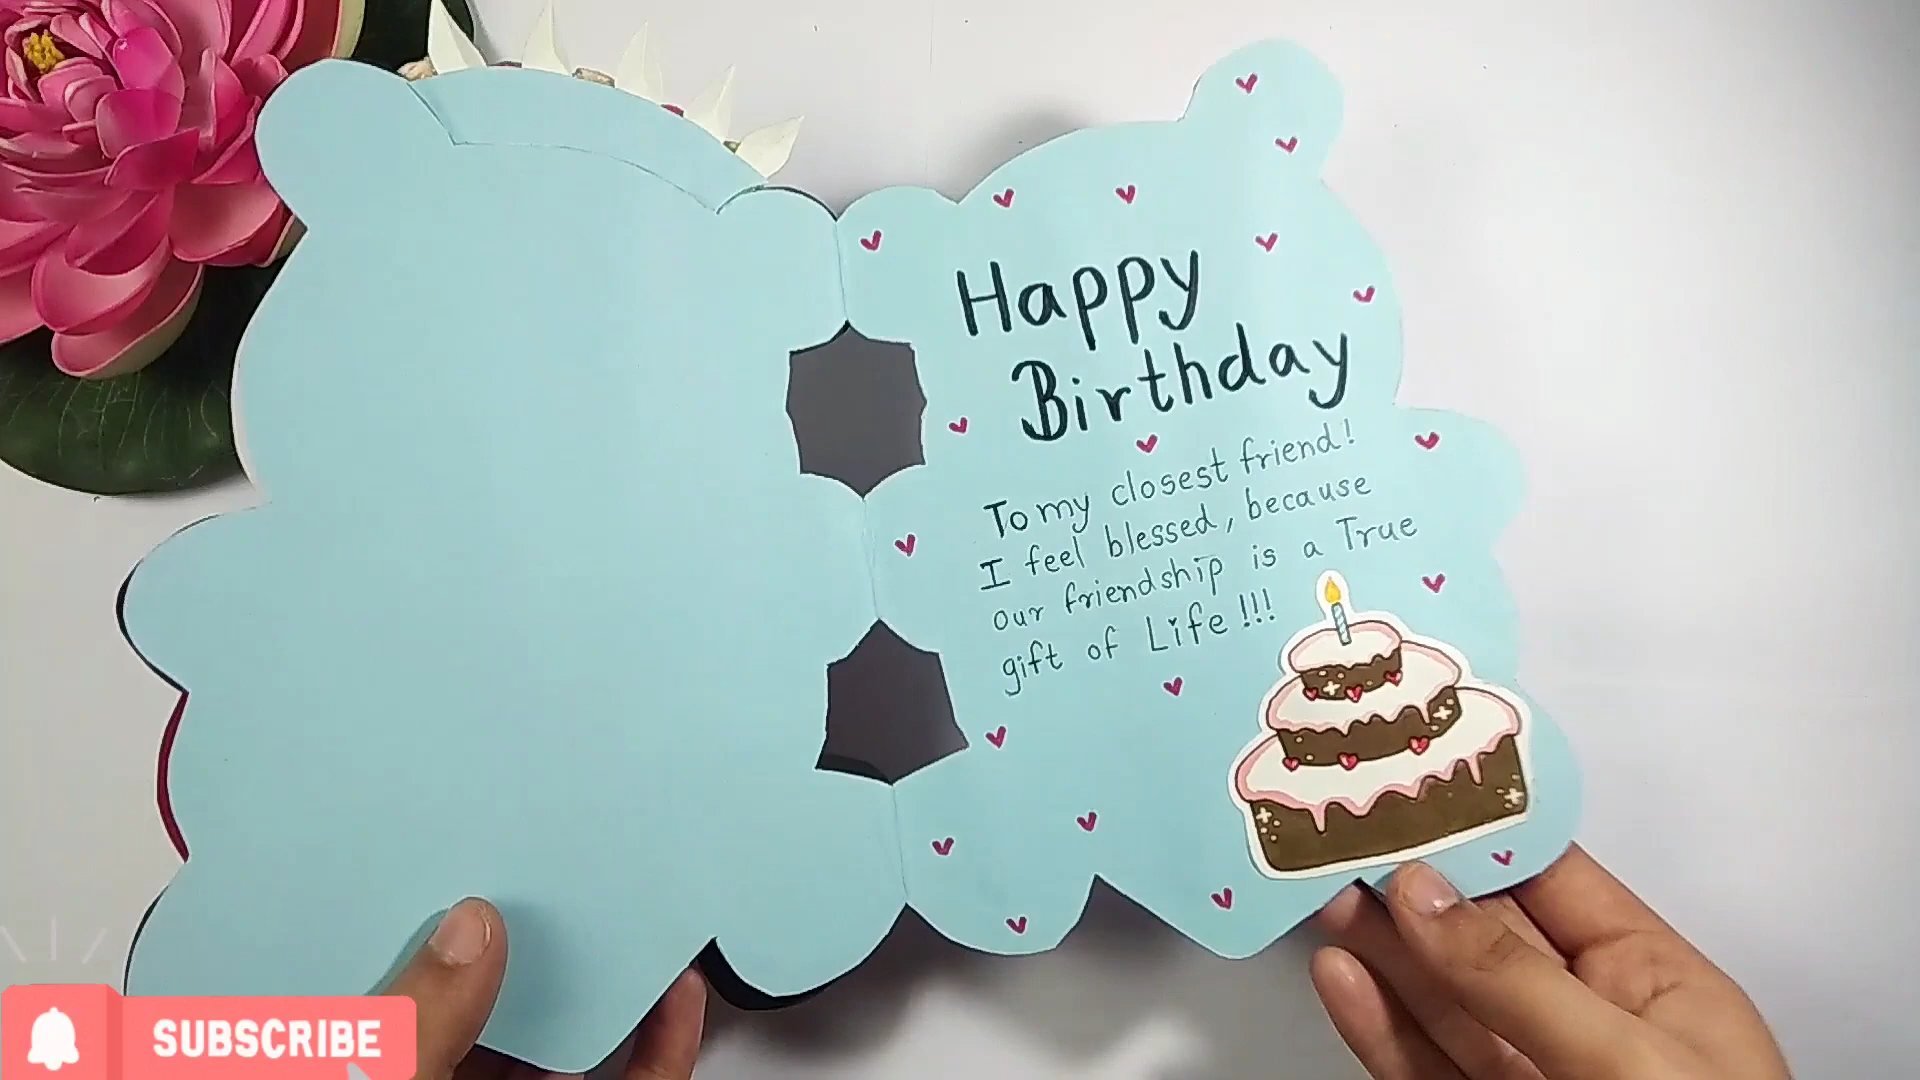 Happy
Birthday
To my closest friend!
I feel blessed, because
our friendship is a True
gift of Life!!!
SUBSCRIBE